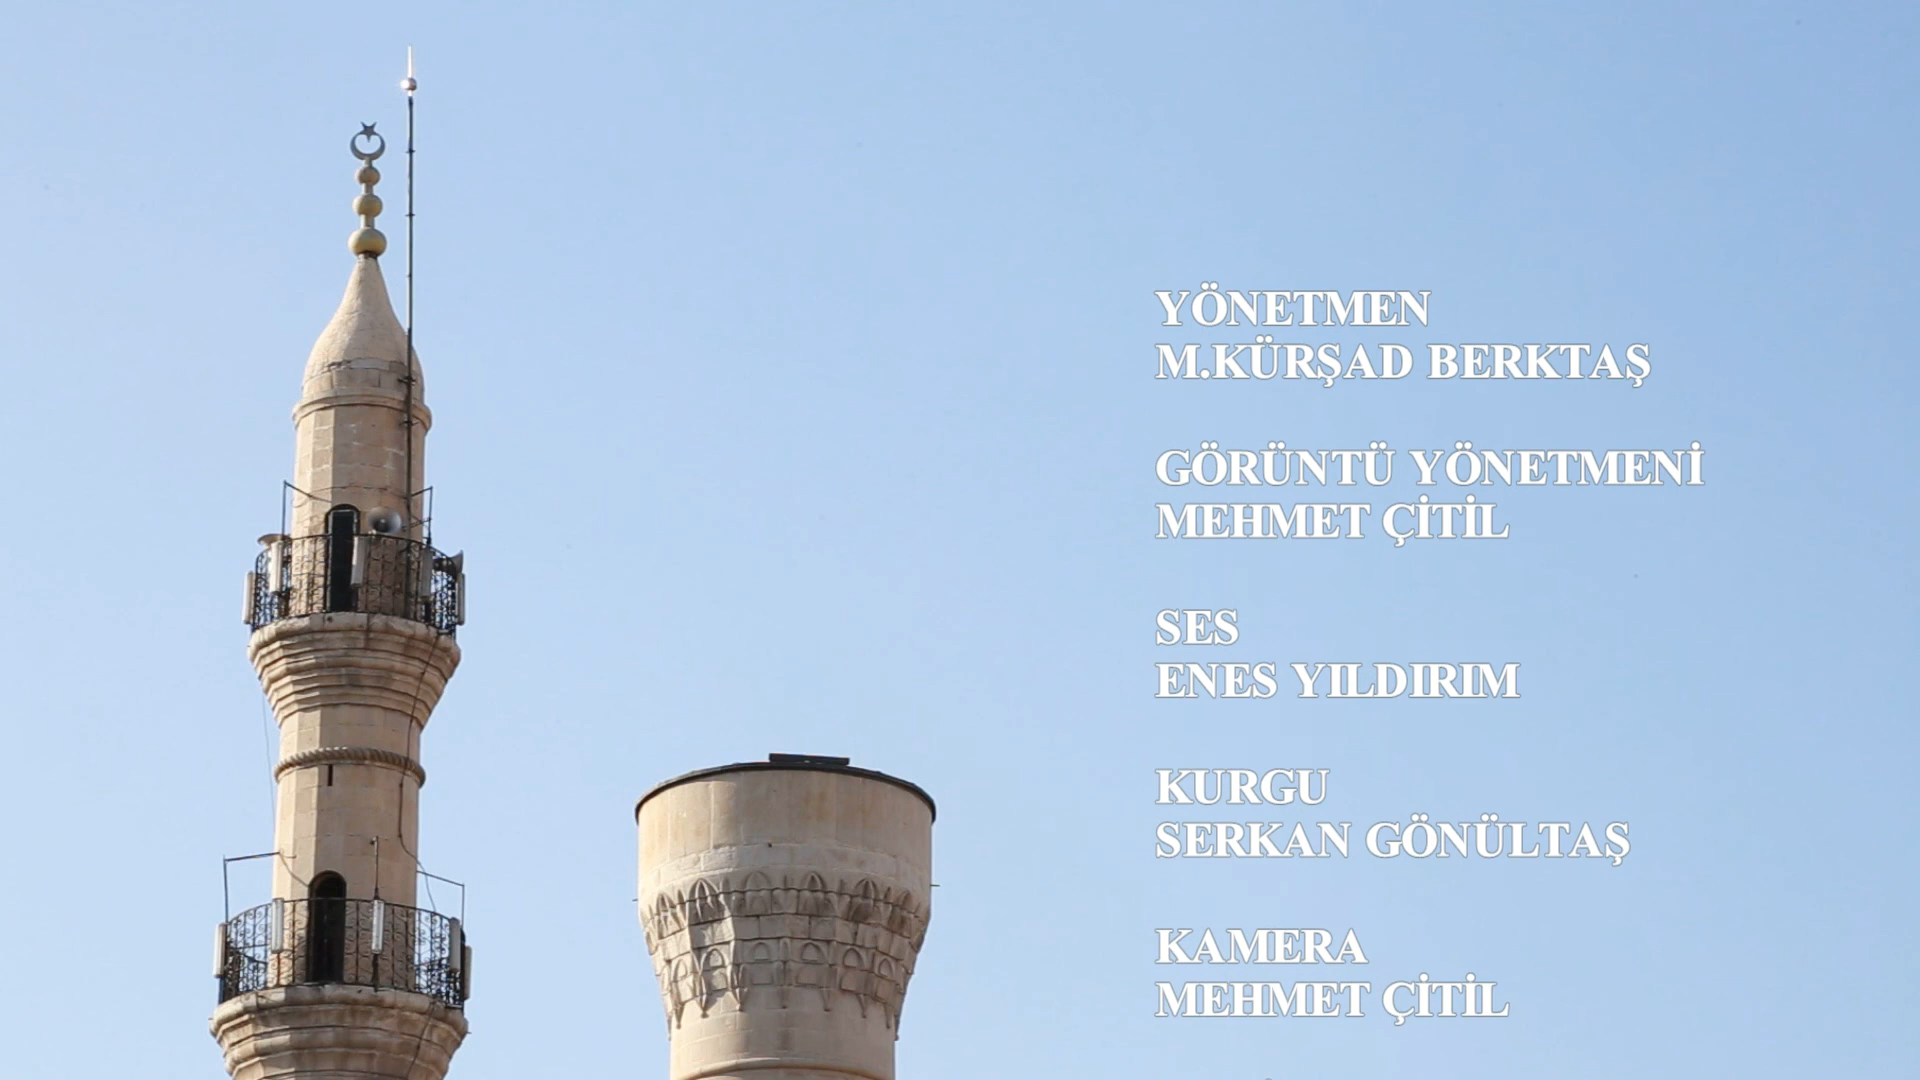 YÖNETMEN
M.KÜRŞAD BERKTAŞ
GÖRÜNTÜ YÖNETMENİ
MEHMET ÇİTİL
SES
ENES YILDIRIM
KURGU
SERKAN GÖNÜLTAŞ
KAMERA
MEHMET ÇİTİL